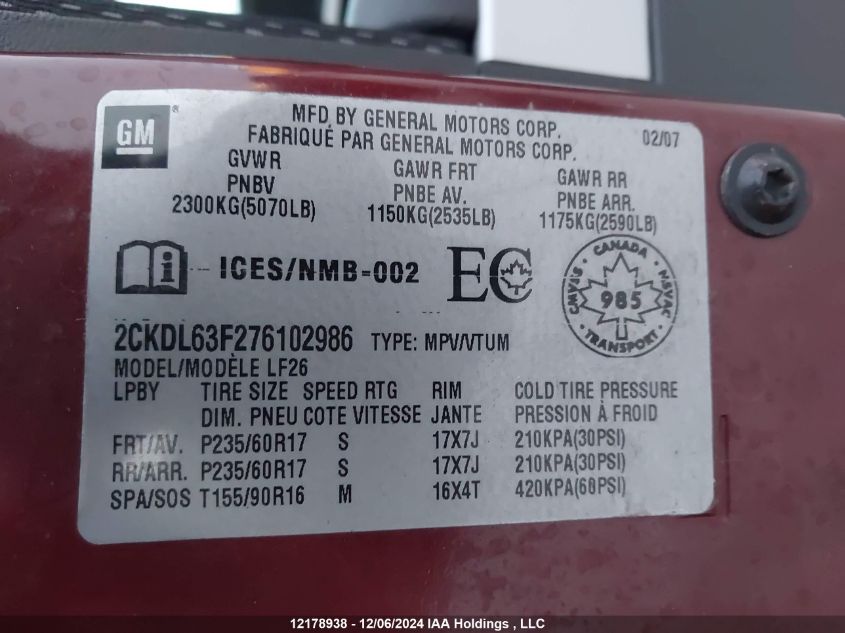 GM
MFD BY GENERAL MOTORS CORP.
FABRIQUÉ PAR GENERAL MOTORS CORP.
02/07
GVWR GAWR FRT GAWR RR
PNBV PNBE AV. PNBE ARR.
2300KG(5070LB) 1150KG(2535LB) 1175KG(2590LB)
i -- ICES/NMB-002 EC
CANADA
CMVSS 985 NSVAC
TRANSPORT
2CKDL63F276102986 TYPE: MPV/VTUM
MODEL/MODÈLE LF26
LPBY TIRE SIZE SPEED RTG RIM COLD TIRE PRESSURE
DIM. PNEU COTE VITESSE JANTE PRESSION À FROID
FRT/AV. P235/60R17 S 17X7J 210KPA(30PSI)
RR/ARR. P235/60R17 S 17X7J 210KPA(30PSI)
SPA/SOS T155/90R16 M 16X4T 420KPA(60PSI)
12178938 - 12/06/2024 IAA Holdings , LLC